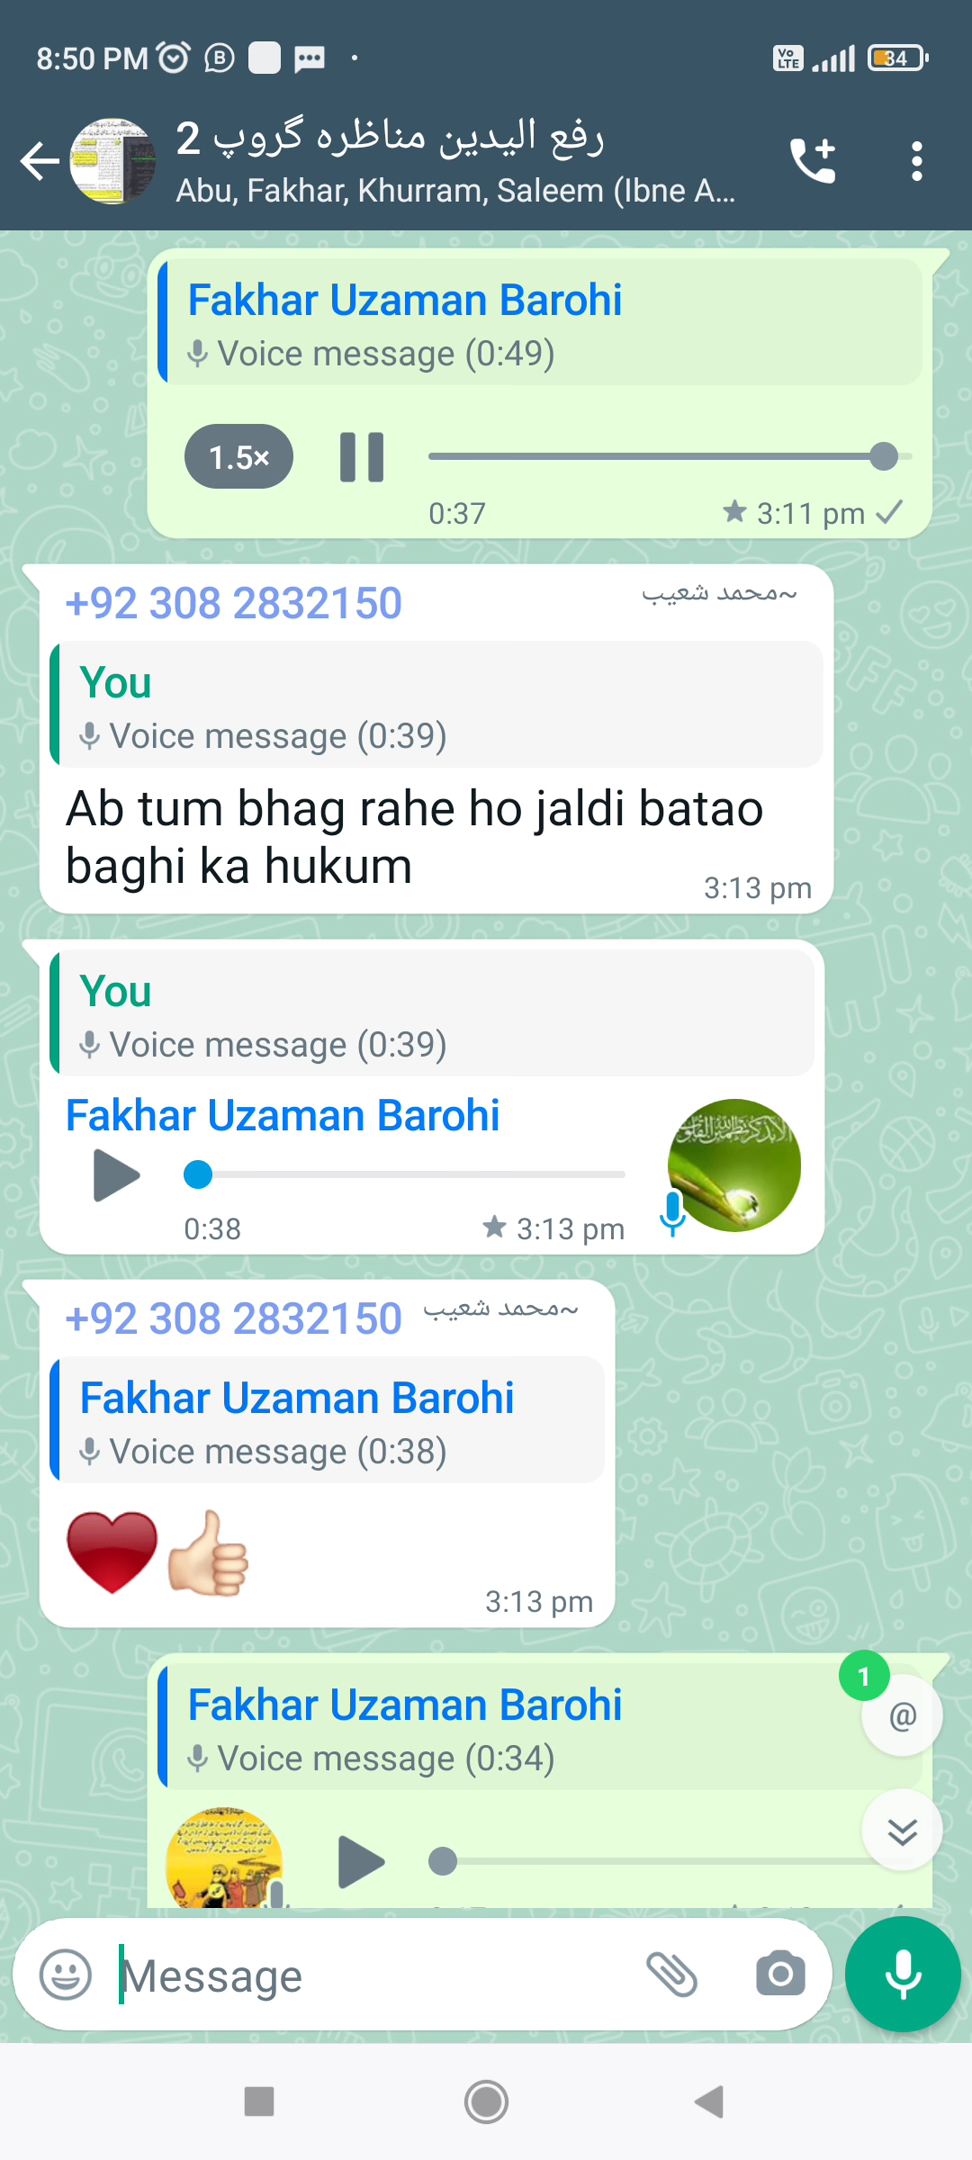 8:50 PM
Vo LTE
34
رفع الیدین مناظرہ گروپ 2
Abu, Fakhar, Khurram, Saleem (Ibne A...
Fakhar Uzaman Barohi
Voice message (0:49)
1.5×
0:37
3:11 pm
+92 308 2832150
~محمد شعیب
You
Voice message (0:39)
Ab tum bhag rahe ho jaldi batao
baghi ka hukum
3:13 pm
You
Voice message (0:39)
Fakhar Uzaman Barohi
0:38
3:13 pm
+92 308 2832150
~محمد شعیب
Fakhar Uzaman Barohi
Voice message (0:38)
3:13 pm
1
@
Fakhar Uzaman Barohi
Voice message (0:34)
Message